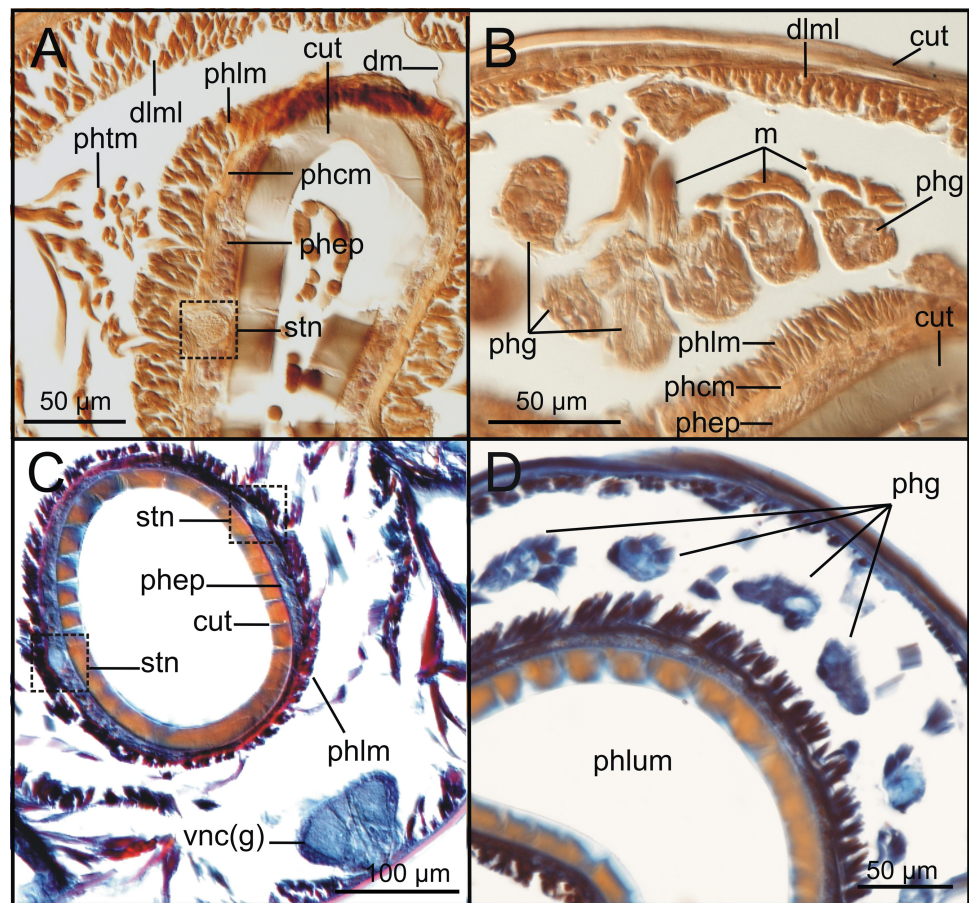 A
cut
dm
phlm
dlml
phtm
phcm
phep
stn
50 µm
B
dlml
cut
m
phg
phg
phlm
cut
phcm
phep
50 µm
C
stn
phep
cut
stn
phlm
vnc(g)
100 µm
D
phg
phlum
50 µm